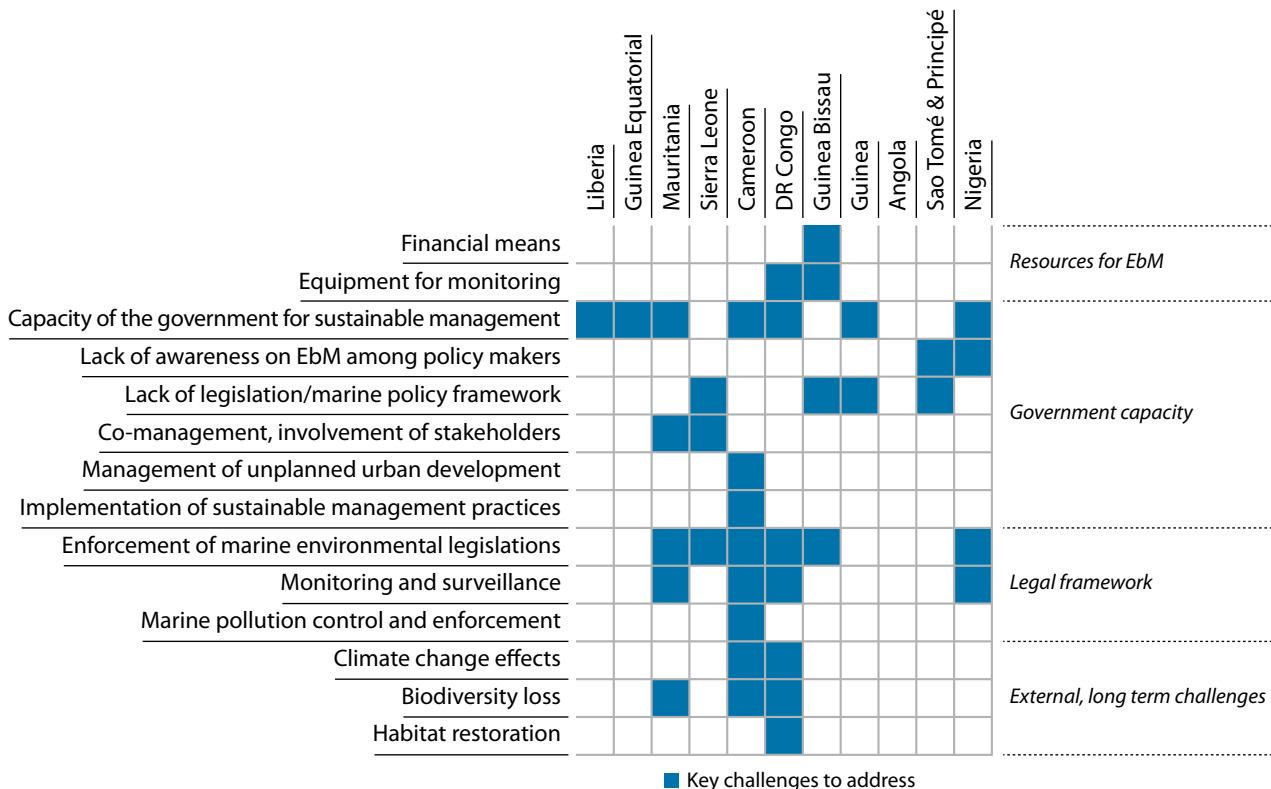 Liberia
Guinea Equatorial
Mauritania
Sierra Leone
Cameroon
DR Congo
Guinea Bissau
Guinea
Angola
Sao Tomé & Principé
Nigeria
Financial means
Equipment for monitoring
Resources for EbM
Capacity of the government for sustainable management
Lack of awareness on EbM among policy makers
Lack of legislation/marine policy framework
Co-management, involvement of stakeholders
Management of unplanned urban development
Implementation of sustainable management practices
Government capacity
Enforcement of marine environmental legislations
Monitoring and surveillance
Marine pollution control and enforcement
Legal framework
Climate change effects
Biodiversity loss
Habitat restoration
External, long term challenges
Key challenges to address